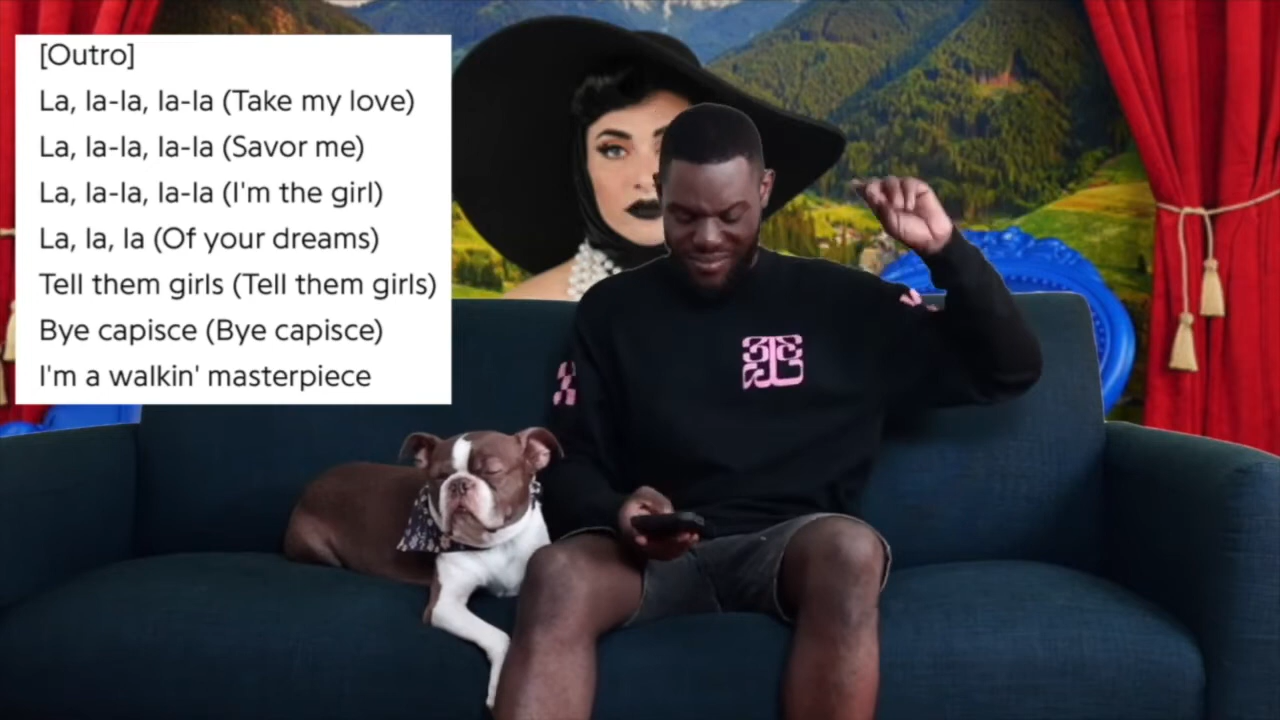 [Outro]
La, la-la, la-la (Take my love)
La, la-la, la-la (Savor me)
La, la-la, la-la (I'm the girl)
La, la, la (Of your dreams)
Tell them girls (Tell them girls)
Bye capisce (Bye capisce)
I'm a walkin' masterpiece